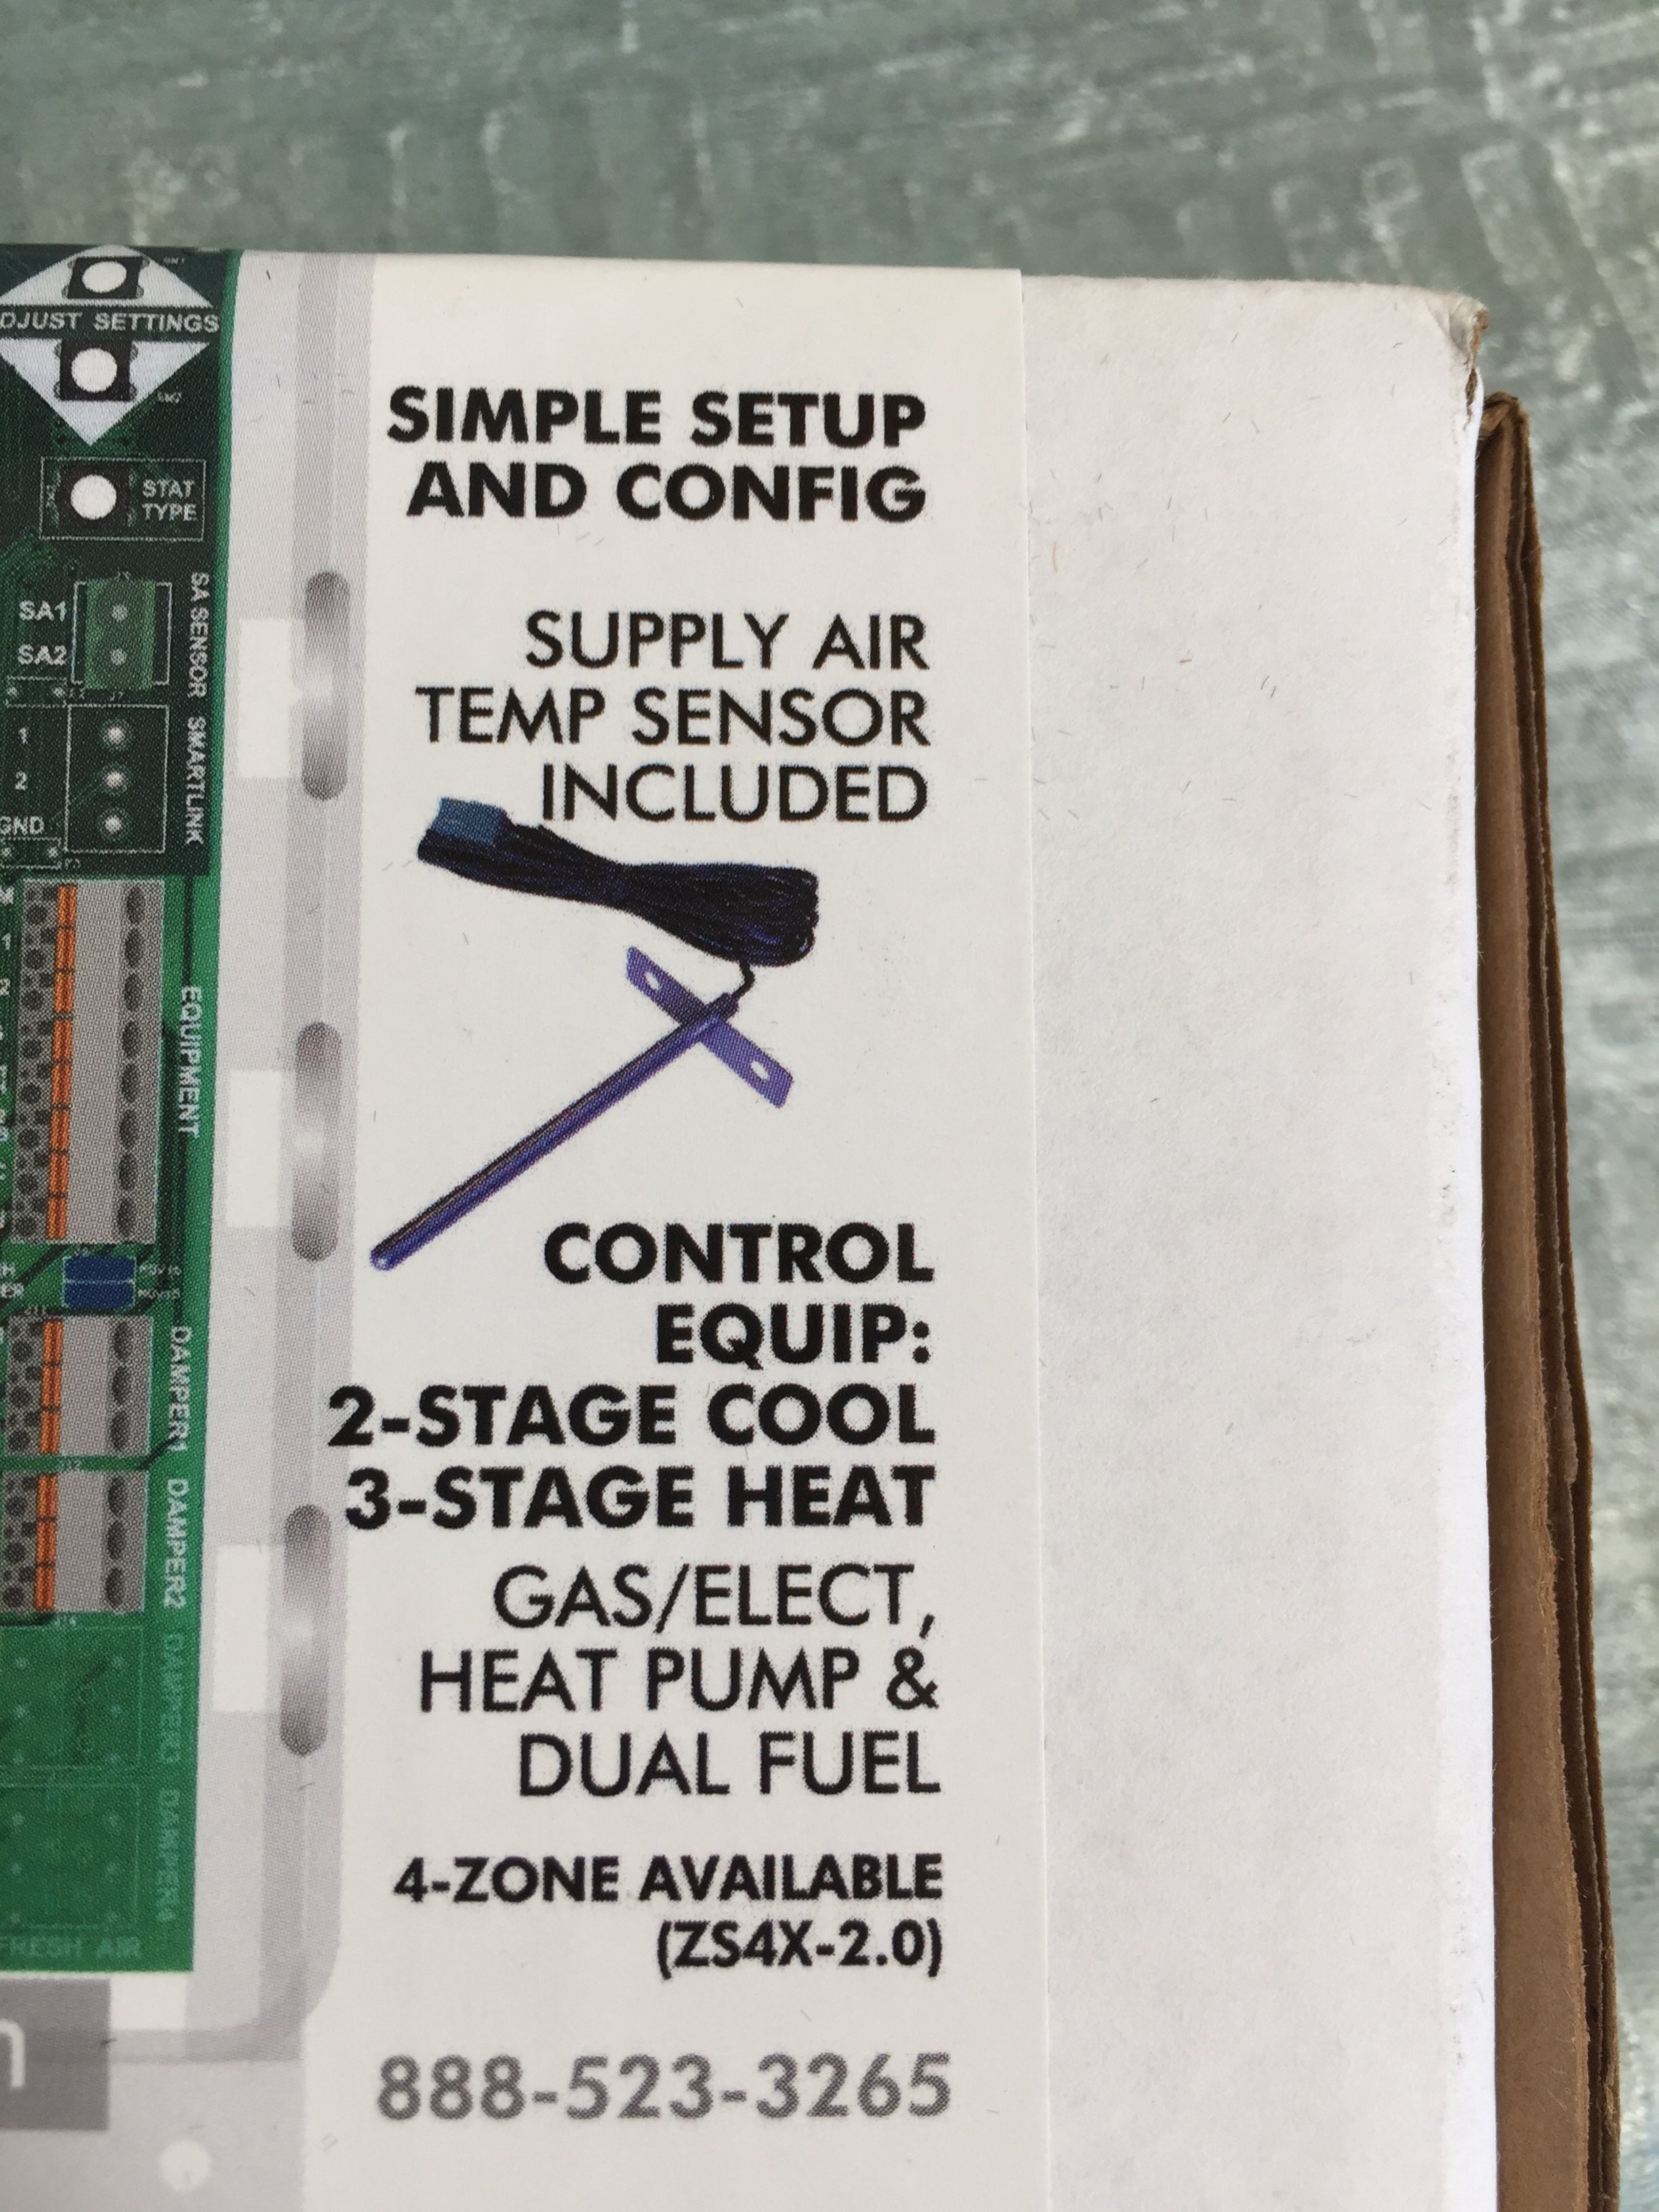 DJUST SETTINGS
STAT
TYPE
SA1
SA2
SA SENSOR
SMARTLINK
1
2
GND
EQUIPMENT
DAMPER1
DAMPER2
DAMPER3
DAMPER4
FRESH AIR
SIMPLE SETUP
AND CONFIG
SUPPLY AIR
TEMP SENSOR
INCLUDED
CONTROL
EQUIP:
2-STAGE COOL
3-STAGE HEAT
GAS/ELECT,
HEAT PUMP &
DUAL FUEL
4-ZONE AVAILABLE
(ZS4X-2.0)
888-523-3265